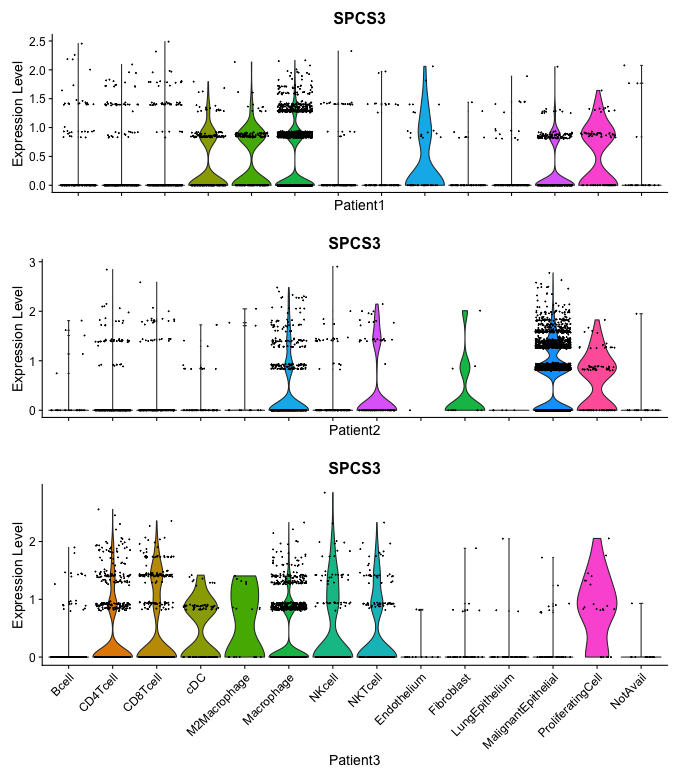 SPCS3
Expression Level
2.5
2.0
1.5
1.0
0.5
0.0
Patient1
SPCS3
Expression Level
3
2
1
0
Patient2
SPCS3
Expression Level
2
1
0
Bcell
CD4Tcell
CD8Tcell
cDC
M2Macrophage
Macrophage
NKcell
NKTcell
Endothelium
Fibroblast
LungEpithelium
MalignantEpithelial
ProliferatingCell
NotAvail
Patient3